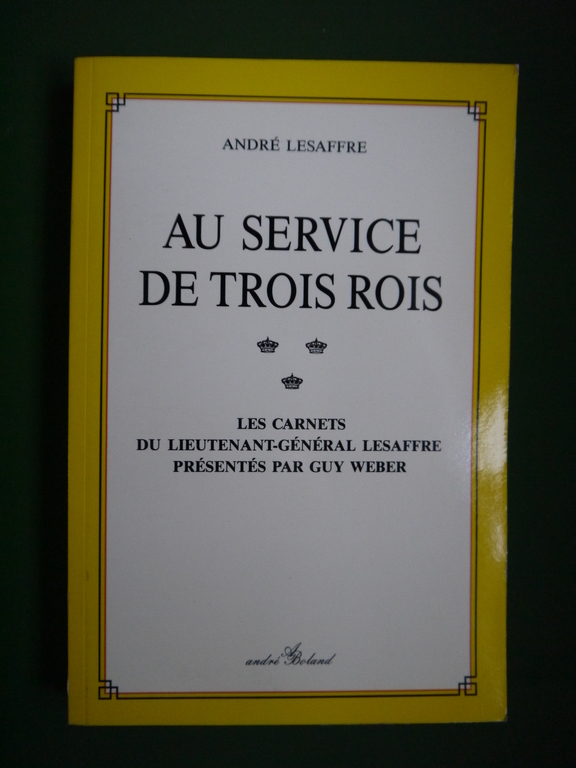 ANDRÉ LESAFFRE
AU SERVICE
DE TROIS ROIS
LES CARNETS
DU LIEUTENANT-GÉNÉRAL LESAFFRE
PRÉSENTÉS PAR GUY WEBER
andré Boland